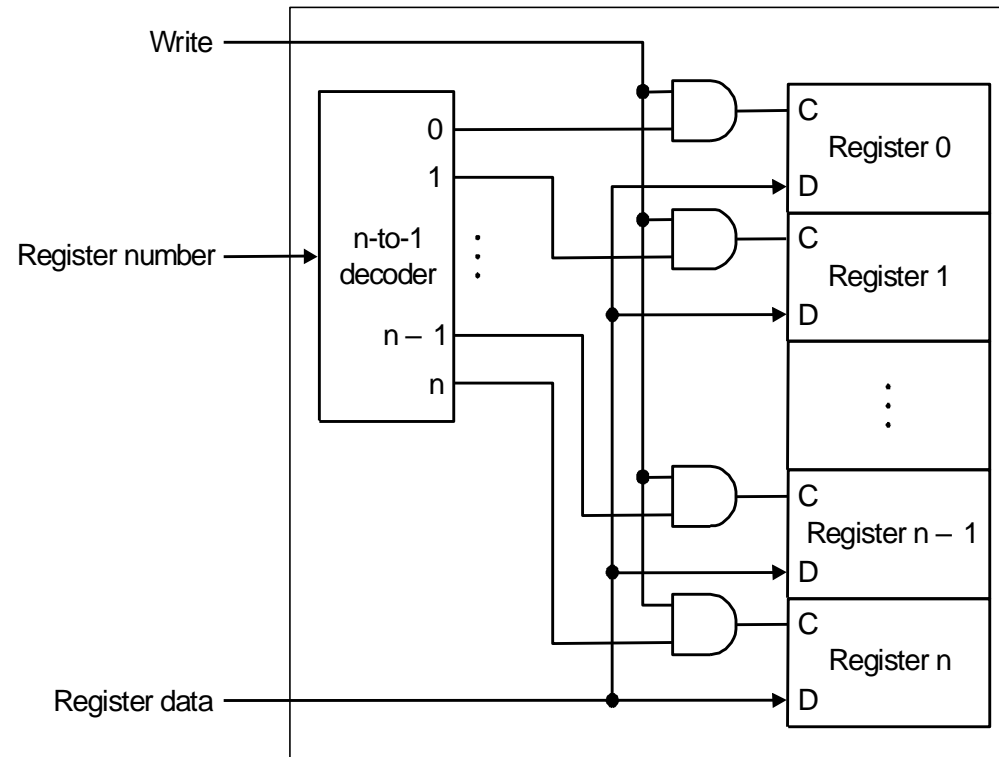 Write
C
0
Register 0
1
D
n-to-1
decoder
C
Register number
Register 1
D
n – 1
n
C
Register n – 1
D
C
Register n
Register data
D